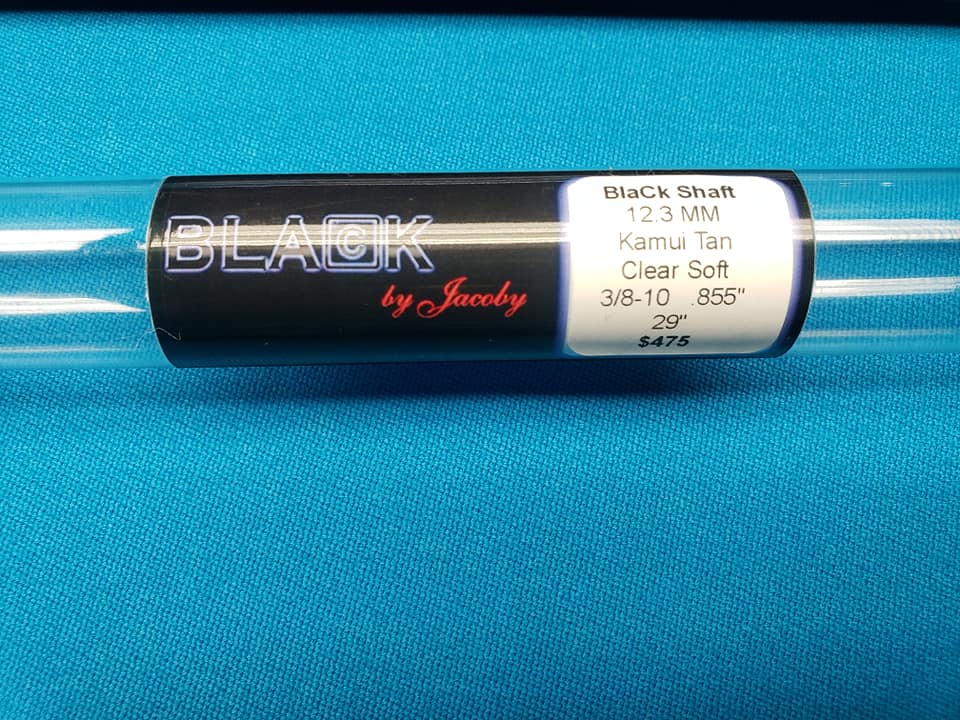 BLACK
by Jacoby
BlaCk Shaft
12.3 MM
Kamui Tan
Clear Soft
3/8-10 .855"
29"
$475